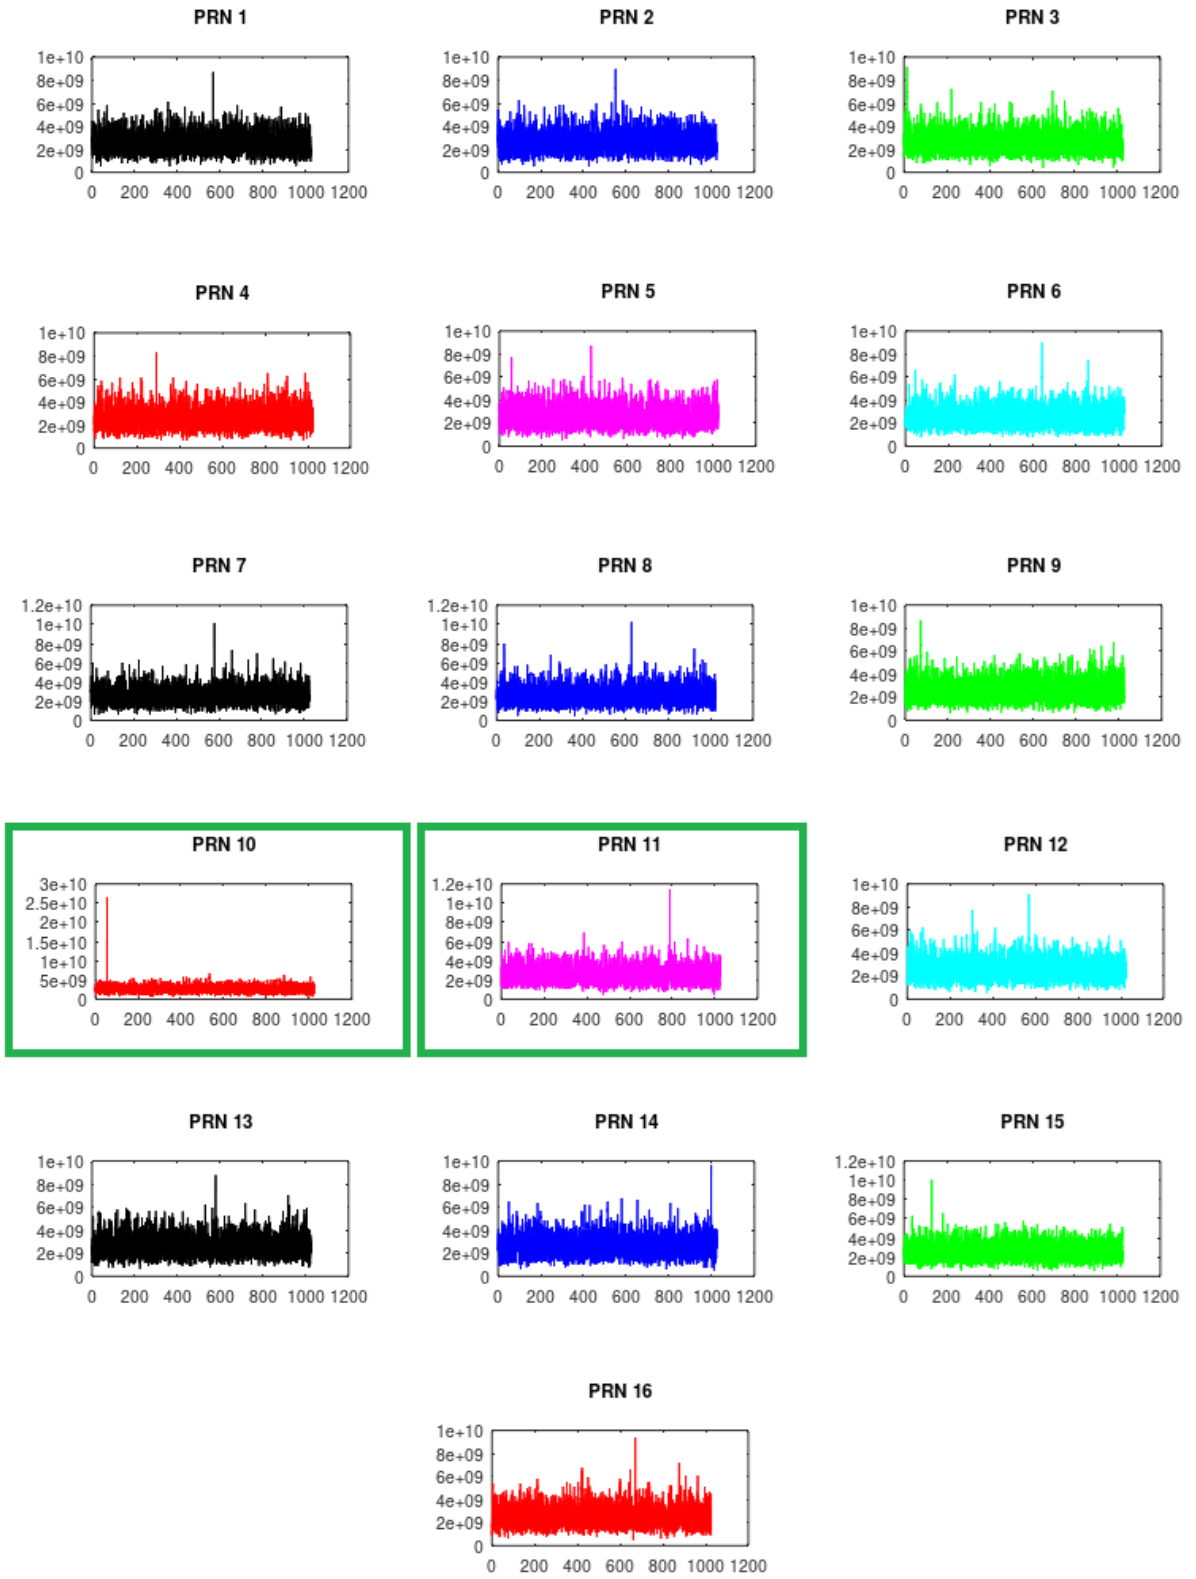 PRN 1 PRN 2 PRN 3
1e+10 1e+10 1e+10
8e+09 8e+09 8e+09
6e+09 6e+09 6e+09
4e+09 4e+09 4e+09
2e+09 2e+09 2e+09
0 0 0
0 200 400 600 800 1000 1200 0 200 400 600 800 1000 1200 0 200 400 600 800 1000 1200
PRN 4 PRN 5 PRN 6
1e+10 1e+10 1e+10
8e+09 8e+09 8e+09
6e+09 6e+09 6e+09
4e+09 4e+09 4e+09
2e+09 2e+09 2e+09
0 0 0
0 200 400 600 800 1000 1200 0 200 400 600 800 1000 1200 0 200 400 600 800 1000 1200
PRN 7 PRN 8 PRN 9
1.2e+10 1.2e+10 1e+10
1e+10 1e+10 8e+09
8e+09 8e+09 6e+09
6e+09 6e+09 4e+09
4e+09 4e+09 2e+09
2e+09 2e+09 0
0 0
0 200 400 600 800 1000 1200 0 200 400 600 800 1000 1200 0 200 400 600 800 1000 1200
PRN 10 PRN 11 PRN 12
3e+10 1.2e+10 1e+10
2.5e+10 1e+10 8e+09
2e+10 8e+09 6e+09
1.5e+10 6e+09 4e+09
1e+10 4e+09 2e+09
5e+09 2e+09 0
0 0
0 200 400 600 800 1000 1200 0 200 400 600 800 1000 1200 0 200 400 600 800 1000 1200
PRN 13 PRN 14 PRN 15
1e+10 1e+10 1.2e+10
8e+09 8e+09 1e+10
6e+09 6e+09 8e+09
4e+09 4e+09 6e+09
2e+09 2e+09 4e+09
0 0 2e+09
0
0 200 400 600 800 1000 1200 0 200 400 600 800 1000 1200 0 200 400 600 800 1000 1200
PRN 16
1e+10
8e+09
6e+09
4e+09
2e+09
0
0 200 400 600 800 1000 1200